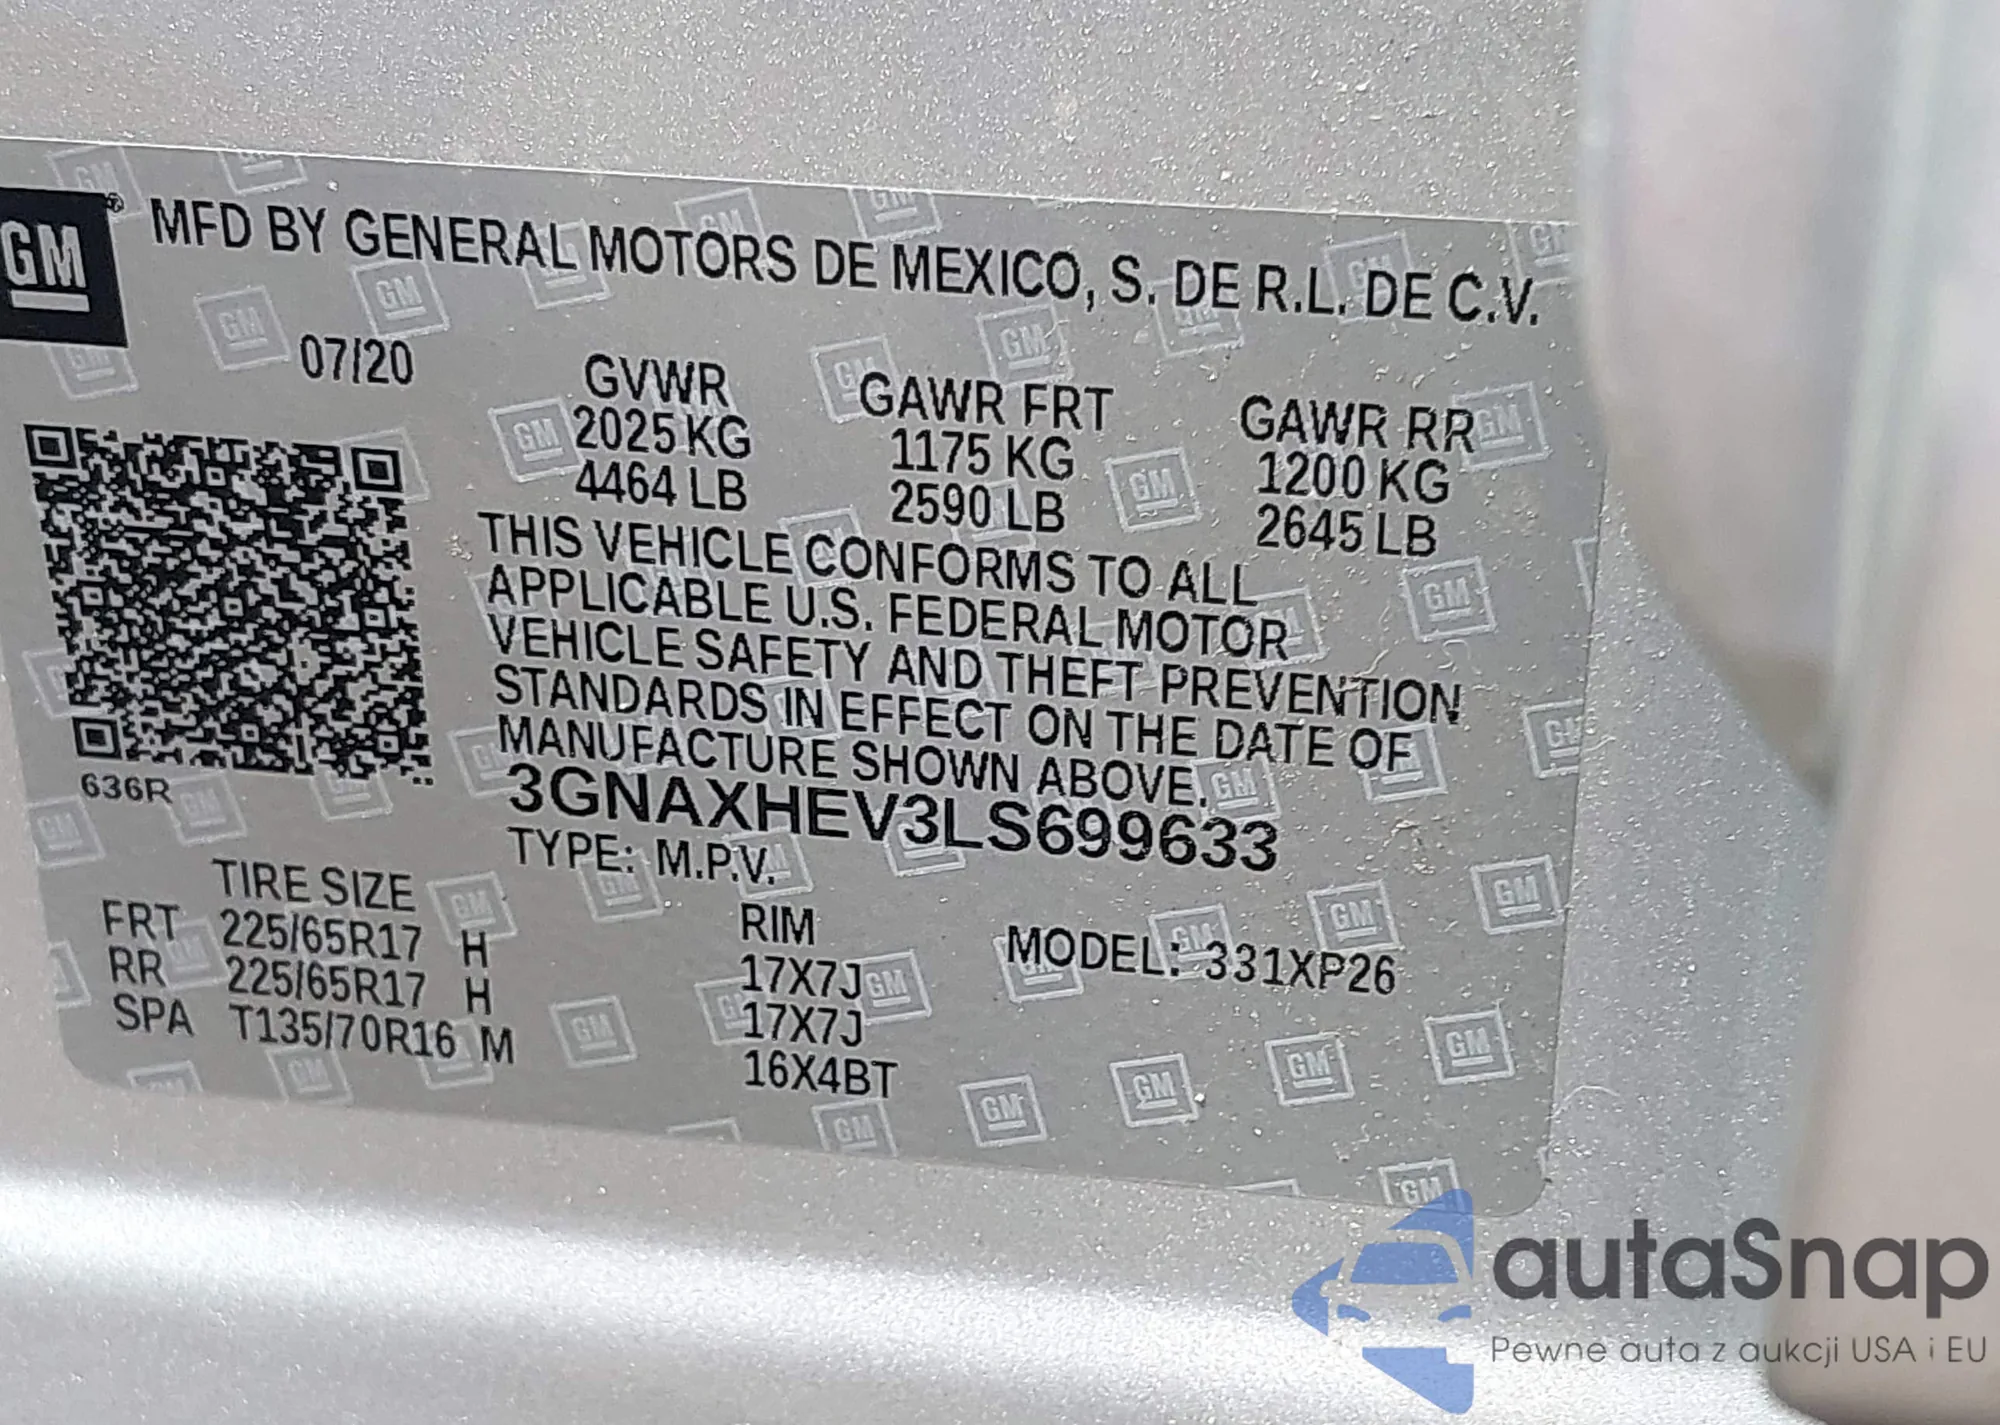 GM
MFD BY GENERAL MOTORS DE MEXICO, S. DE R.L. DE C.V.
07/20
GVWR GAWR FRT GAWR RR
2025 KG 1175 KG 1200 KG
4464 LB 2590 LB 2645 LB
THIS VEHICLE CONFORMS TO ALL
APPLICABLE U.S. FEDERAL MOTOR
VEHICLE SAFETY AND THEFT PREVENTION
STANDARDS IN EFFECT ON THE DATE OF
MANUFACTURE SHOWN ABOVE.
636R
3GNAXHEV3LS699633
TYPE: M.P.V.
TIRE SIZE RIM MODEL: 331XP26
FRT 225/65R17 H 17X7J
RR 225/65R17 H 17X7J
SPA T135/70R16 M 16X4BT
autaSnap
Pewne auta z aukcji USA i EU